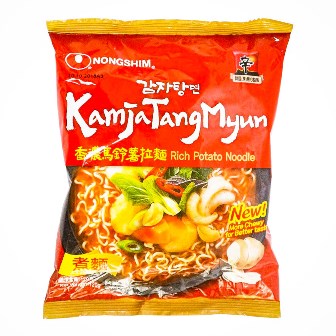 NONGSHIM
감자탕면
KamjaTangMyun
香濃馬鈴薯拉麵 Rich Potato Noodle
New!
More Chewy
for Better taste
煮麵